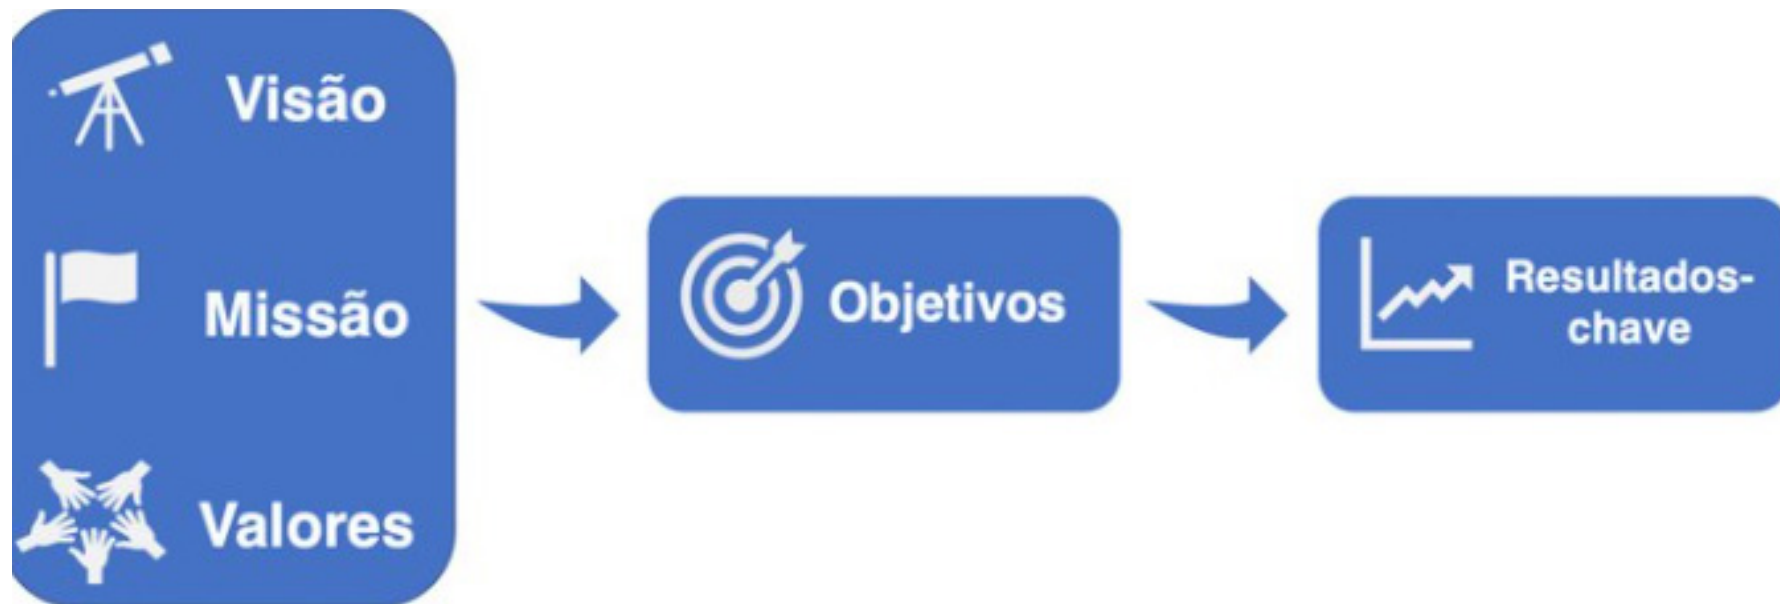 Visão
Missão
Valores
Objetivos
Resultados-
chave